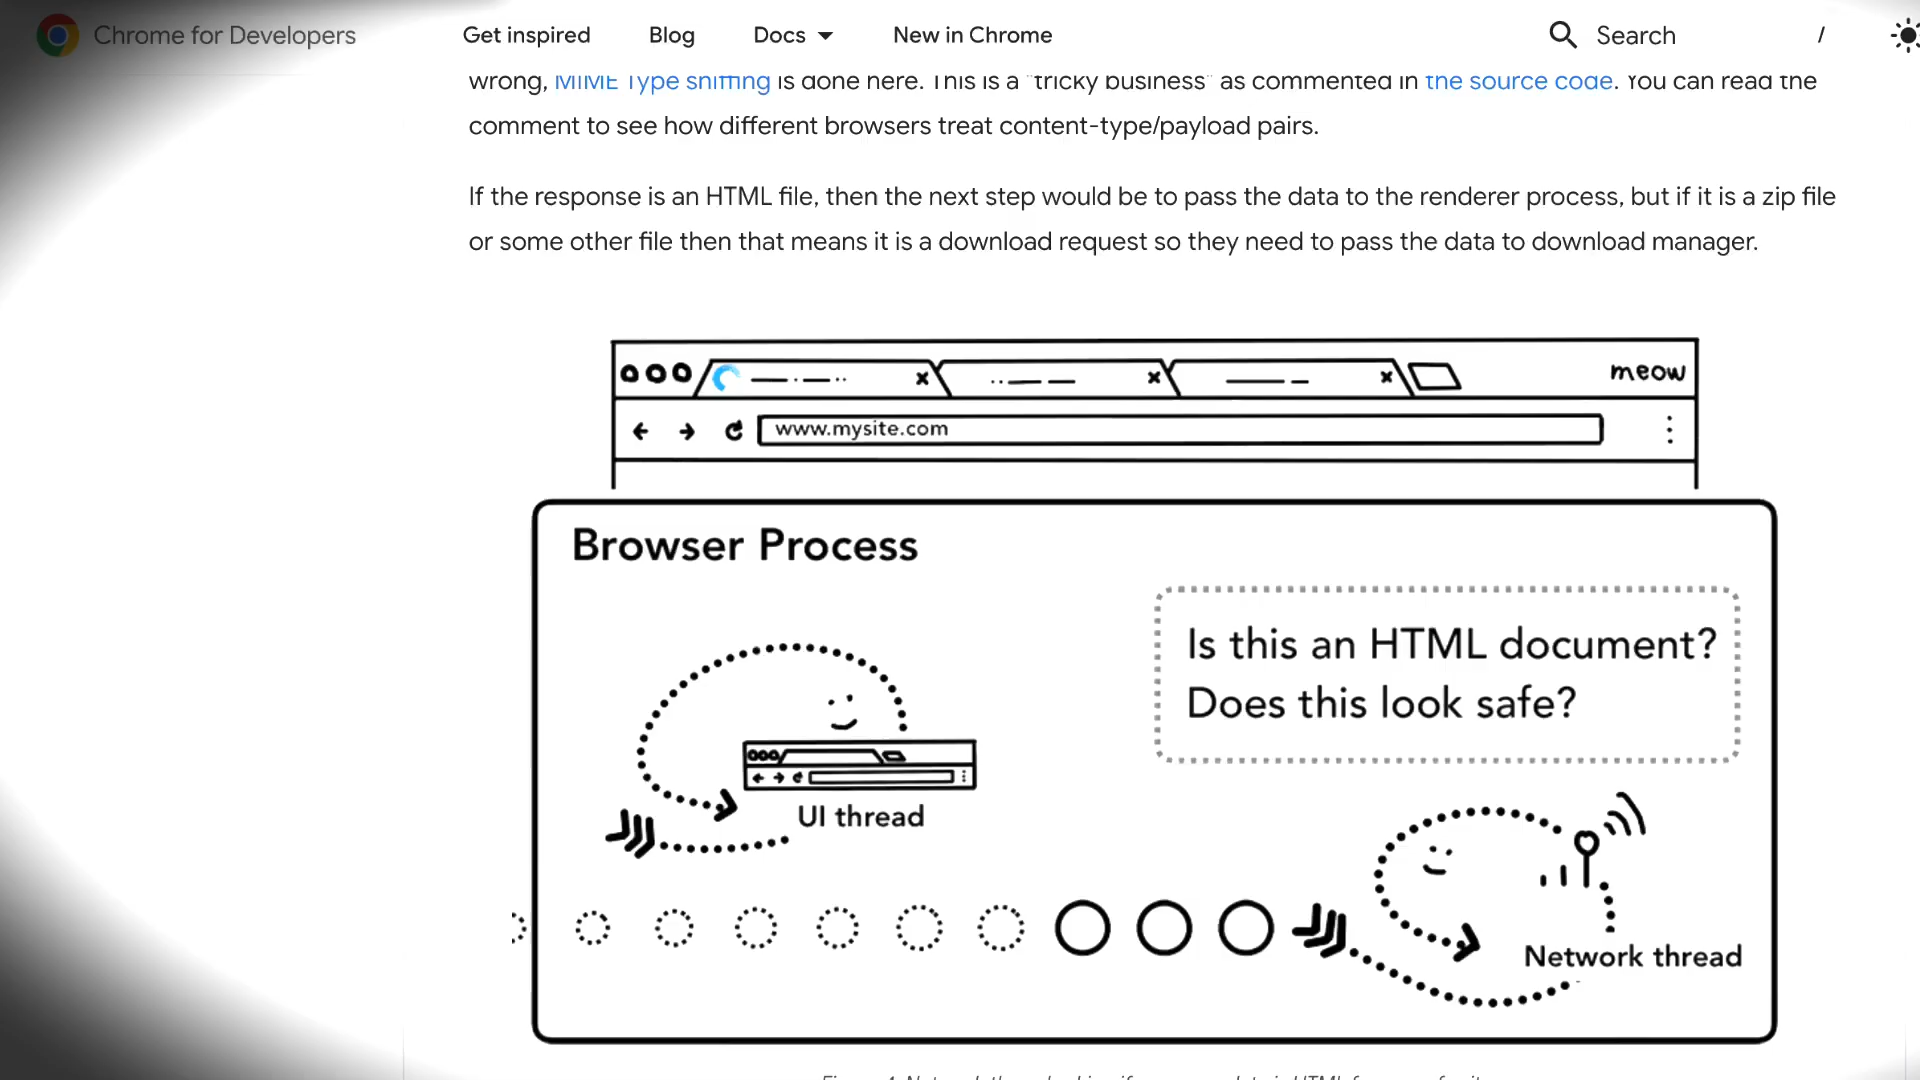 Chrome for Developers
Get inspired Blog Docs New in Chrome Search /
wrong, MIME Type sniffing is done here. This is a "tricky business" as commented in the source code. You can read the
comment to see how different browsers treat content-type/payload pairs.
If the response is an HTML file, then the next step would be to pass the data to the renderer process, but if it is a zip file
or some other file then that means it is a download request so they need to pass the data to download manager.
meow
www.mysite.com
Browser Process
Is this an HTML document?
Does this look safe?
UI thread
Network thread